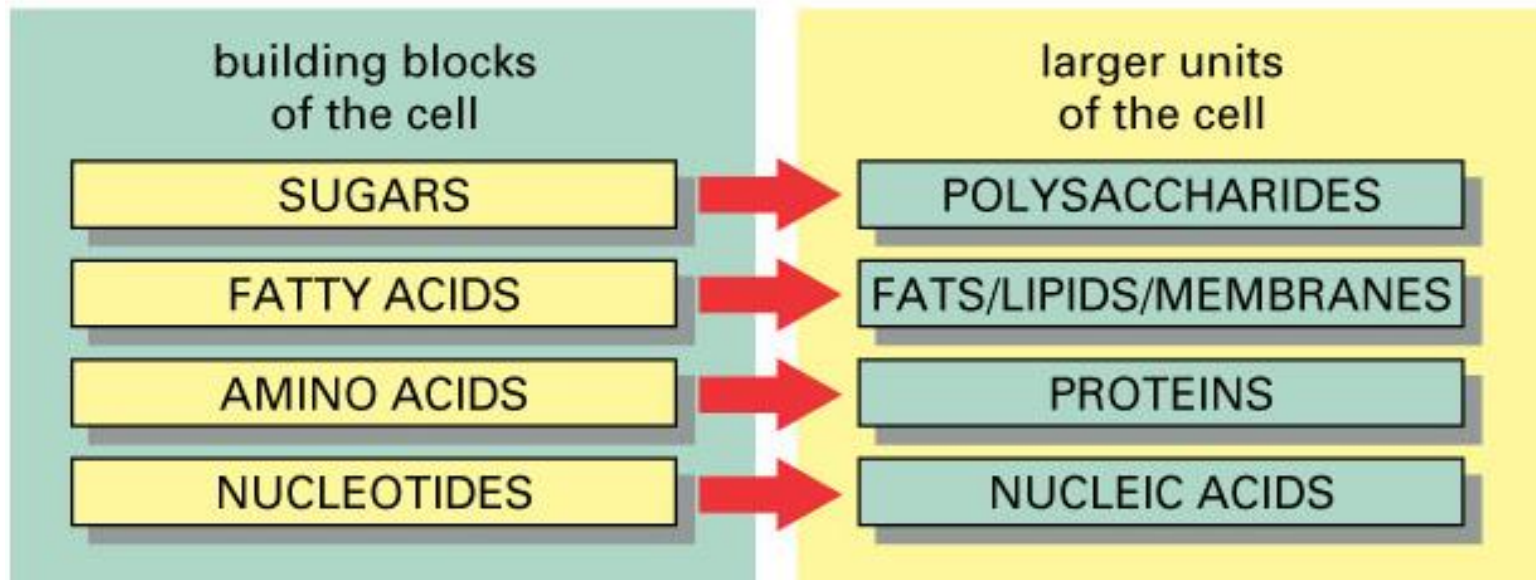 building blocks
of the cell
SUGARS
FATTY ACIDS
AMINO ACIDS
NUCLEOTIDES
larger units
of the cell
POLYSACCHARIDES
FATS/LIPIDS/MEMBRANES
PROTEINS
NUCLEIC ACIDS